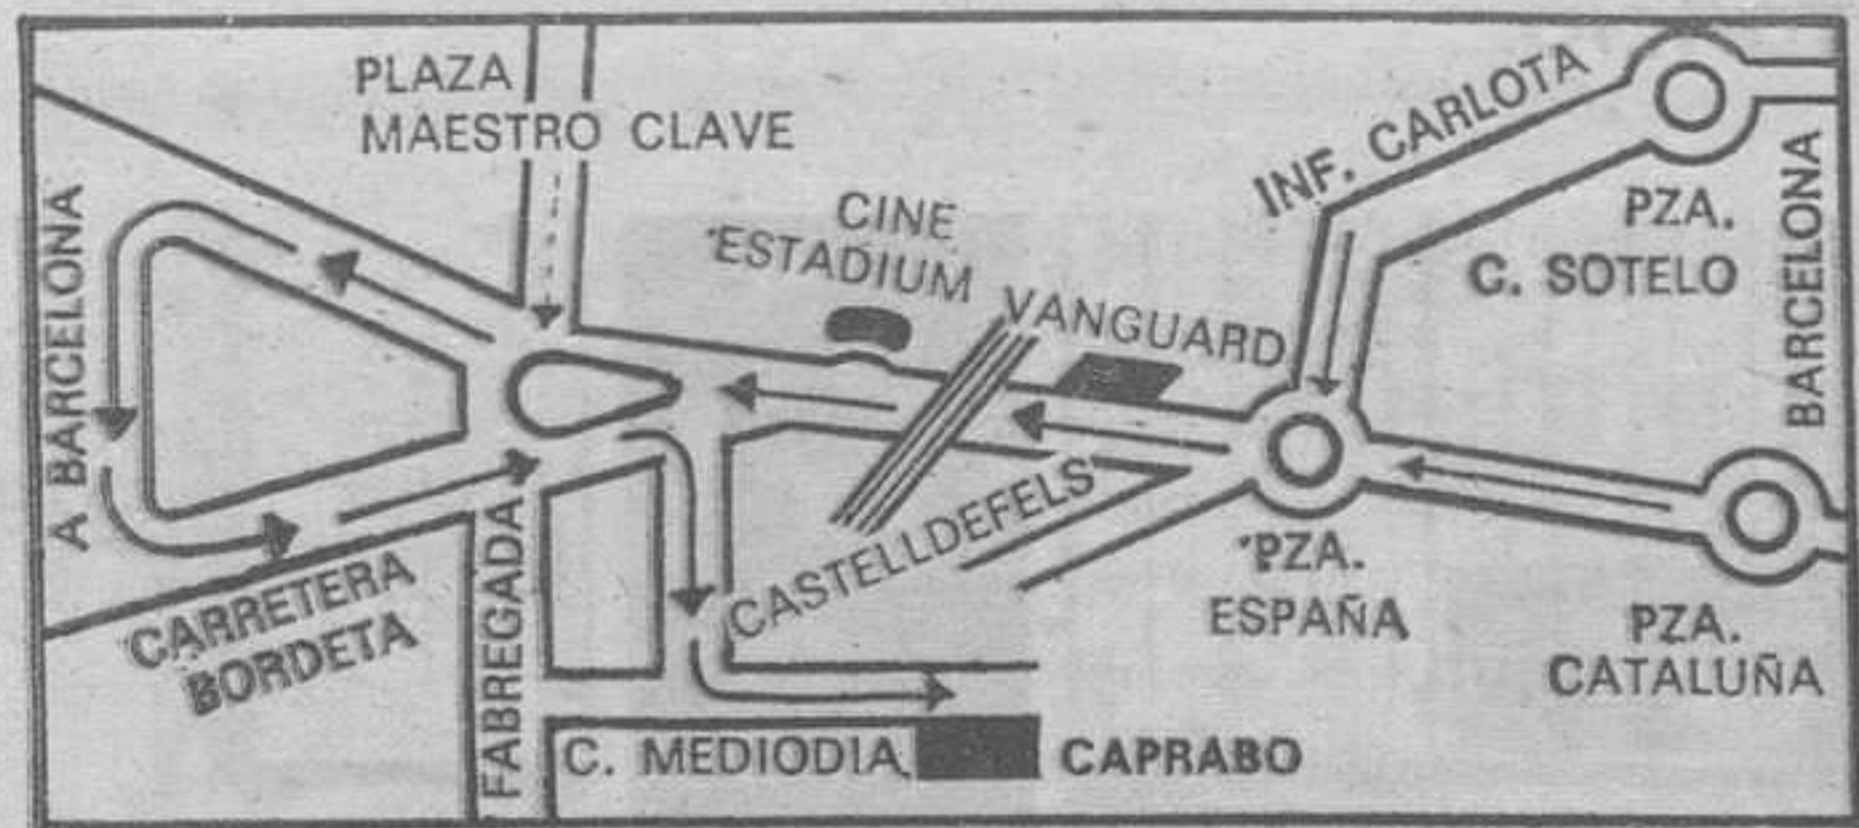 PLAZA
MAESTRO CLAVE
A BARCELONA
CINE
ESTADIUM
VANGUARD
INF. CARLOTA
PZA.
C. SOTELO
BARCELONA
CARRETERA
BORDETA
FABREGADA
CASTELLDEFELS
PZA.
ESPAÑA
PZA.
CATALUÑA
C. MEDIODIA
CAPRABO